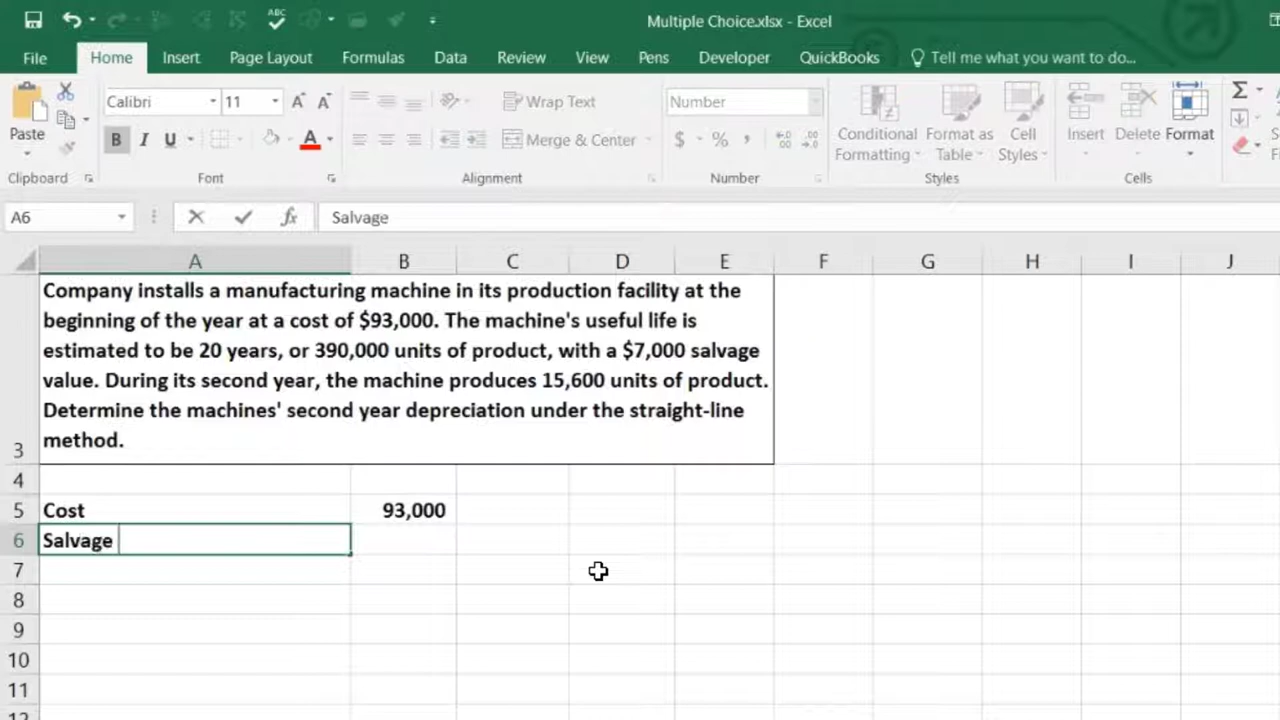 Multiple Choice.xlsx - Excel
File Home Insert Page Layout Formulas Data Review View Pens Developer QuickBooks Tell me what you want to do...
Paste
Clipboard
Calibri 11 A A
B I U A
Font
Wrap Text
Merge & Center
Alignment
Number
$ % ,
Number
Conditional Formatting
Format as Table
Cell Styles
Styles
Insert Delete Format
Cells
Σ
A6 fx Salvage
A B C D E F G H I J
Company installs a manufacturing machine in its production facility at the
beginning of the year at a cost of $93,000. The machine's useful life is
estimated to be 20 years, or 390,000 units of product, with a $7,000 salvage
value. During its second year, the machine produces 15,600 units of product.
Determine the machines' second year depreciation under the straight-line
3 method.
4
5 Cost 93,000
6 Salvage
7
8
9
10
11
12